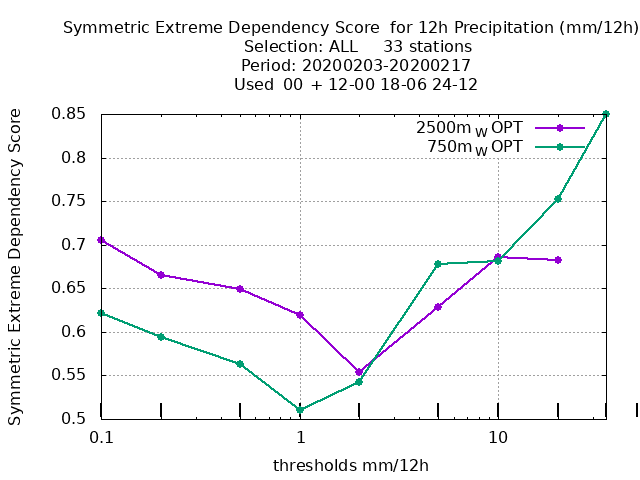 Symmetric Extreme Dependency Score for 12h Precipitation (mm/12h)
Selection: ALL 33 stations
Period: 20200203-20200217
Used 00 + 12-00 18-06 24-12
Symmetric Extreme Dependency Score
0.85
0.8
0.75
0.7
0.65
0.6
0.55
0.5
2500m W OPT
750m W OPT
0.1 1 10
thresholds mm/12h